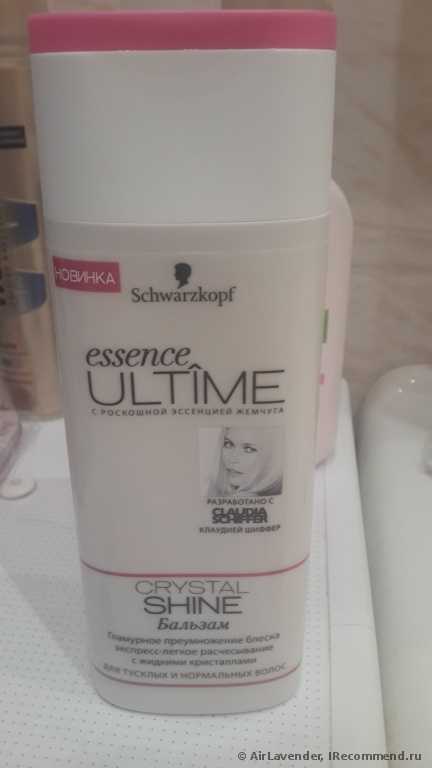 НОВИНКА
Schwarzkopf
essence
ULTÎME
С РОСКОШНОЙ ЭССЕНЦИЕЙ ЖЕМЧУГА
РАЗРАБОТАНО С
CLAUDIA
SCHIFFER
КЛАУДИЕЙ ШИФФЕР
CRYSTAL
SHINE
Бальзам
Гламурное преумножение блеска
экспресс-легкое расчесывание
с жидкими кристаллами
ДЛЯ ТУСКЛЫХ И НОРМАЛЬНЫХ ВОЛОС
© AirLavender, IRecommend.ru